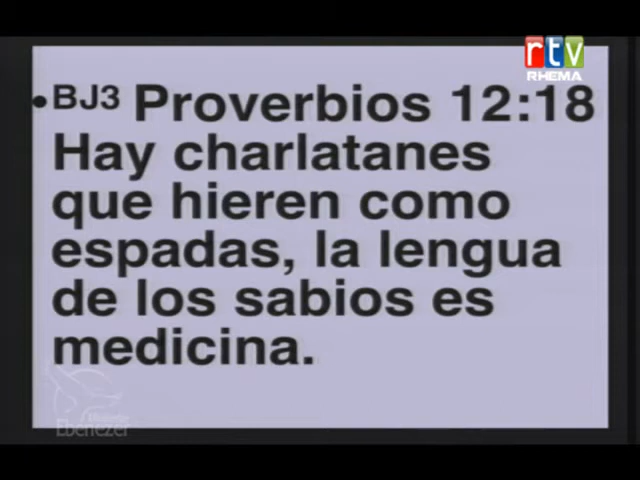 rtv
RHEMA
•BJ3 Proverbios 12:18
Hay charlatanes
que hieren como
espadas, la lengua
de los sabios es
medicina.
Ebenezer